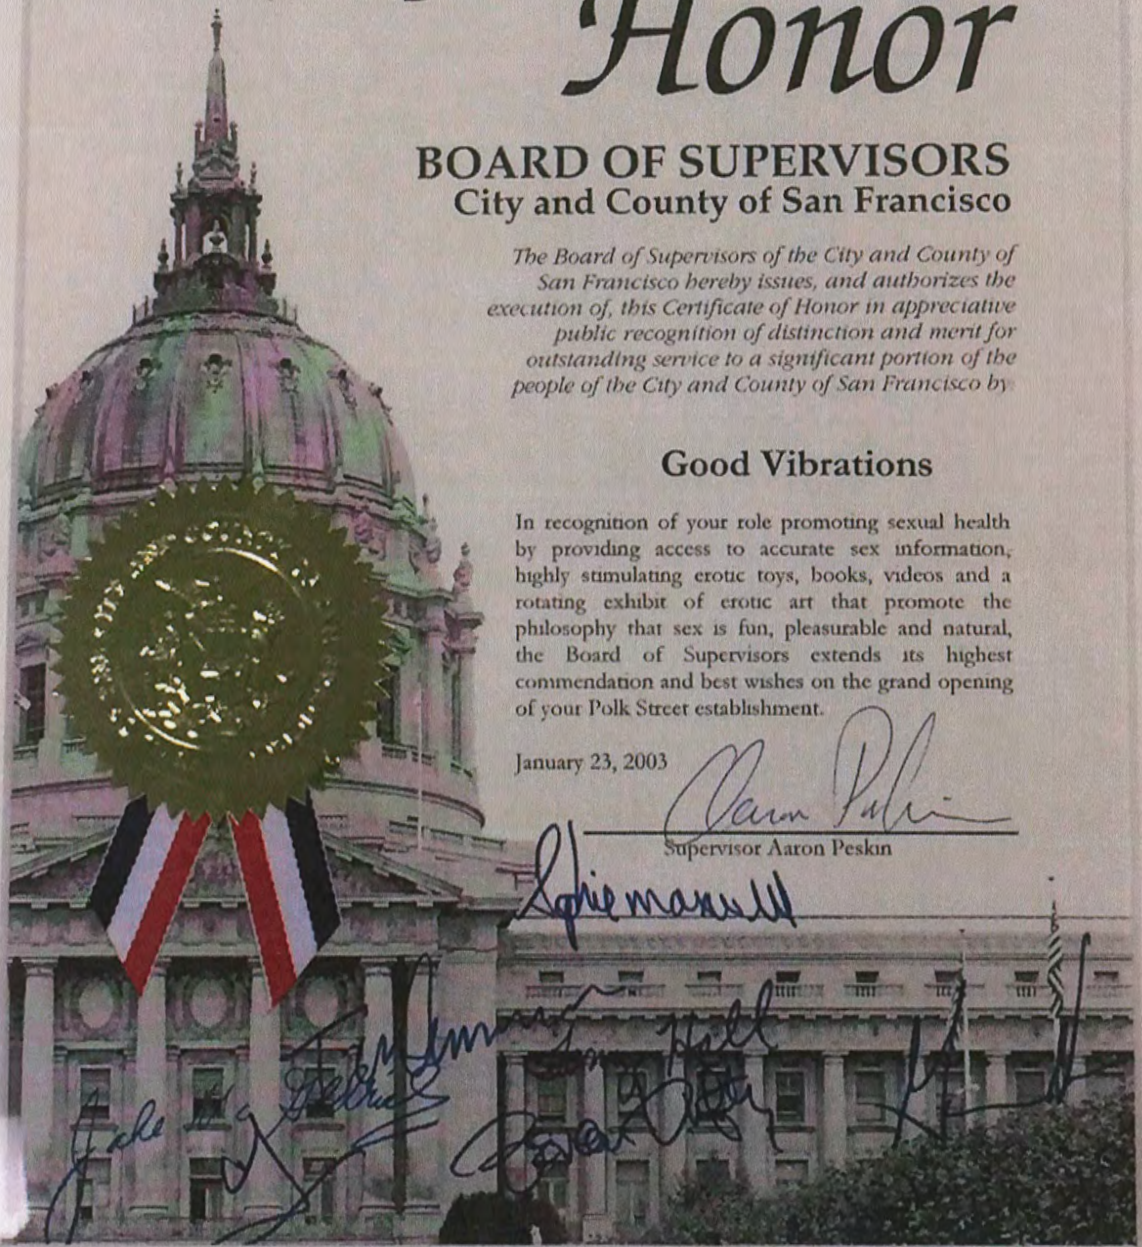 Honor
BOARD OF SUPERVISORS
City and County of San Francisco
The Board of Supervisors of the City and County of
San Francisco hereby issues, and authorizes the
execution of, this Certificate of Honor in appreciative
public recognition of distinction and merit for
outstanding service to a significant portion of the
people of the City and County of San Francisco by
Good Vibrations
In recognition of your role promoting sexual health
by providing access to accurate sex information,
highly stimulating erotic toys, books, videos and a
rotating exhibit of erotic art that promote the
philosophy that sex is fun, pleasurable and natural,
the Board of Supervisors extends its highest
commendation and best wishes on the grand opening
of your Polk Street establishment.
January 23, 2003
Aaron Peskin
Supervisor Aaron Peskin
Sophie maxwell
Jake
Hall